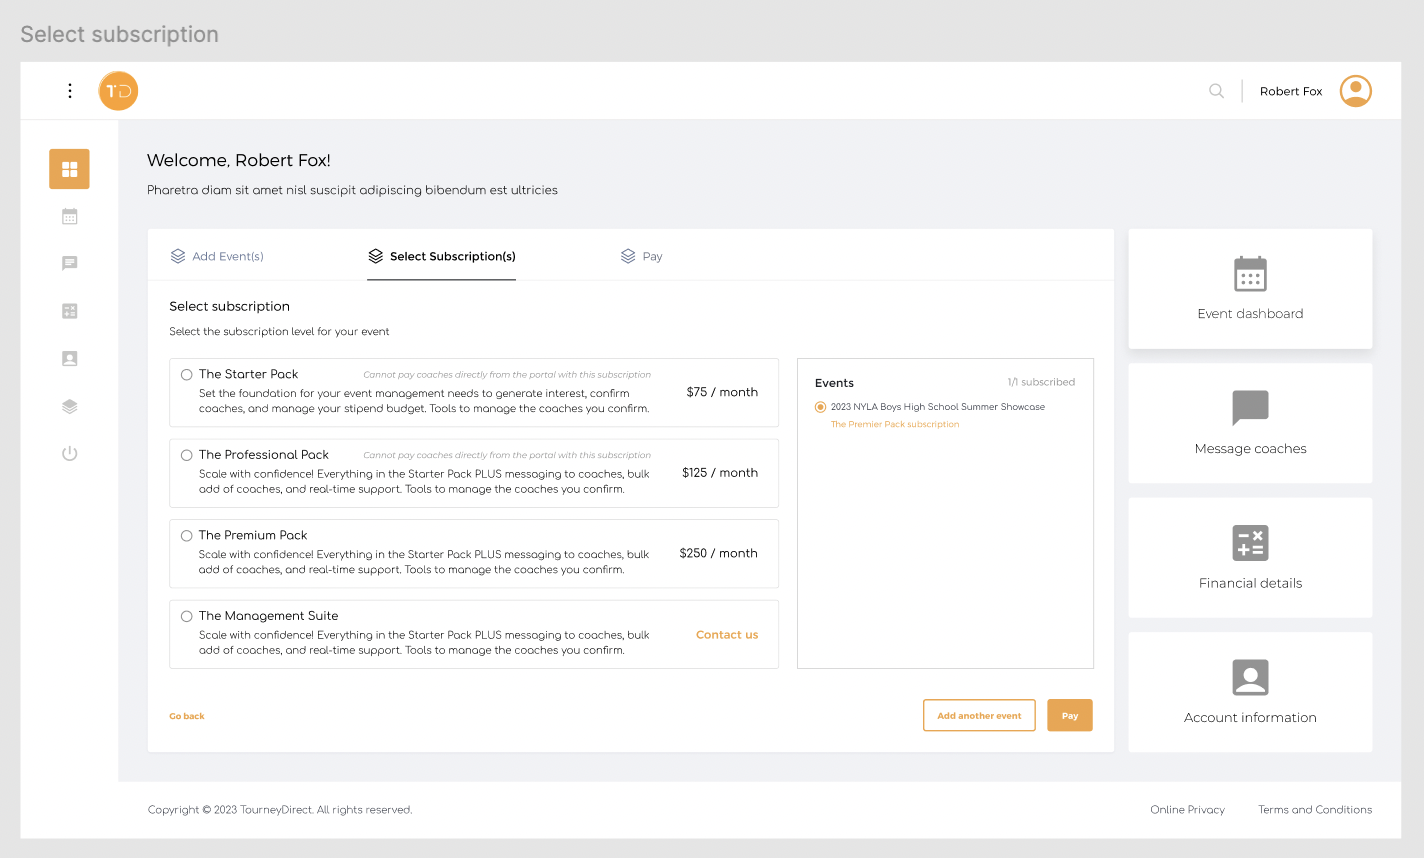 Select subscription
TD
Robert Fox
Welcome, Robert Fox!
Pharetra diam sit amet nisl suscipit adipiscing bibendum est ultricies
Add Event(s)
Select Subscription(s)
Pay
Select subscription
Select the subscription level for your event
The Starter Pack
Cannot pay coaches directly from the portal with this subscription
Set the foundation for your event management needs to generate interest, confirm
coaches, and manage your stipend budget. Tools to manage the coaches you confirm.
$75 / month
The Professional Pack
Cannot pay coaches directly from the portal with this subscription
Scale with confidence! Everything in the Starter Pack PLUS messaging to coaches, bulk
add of coaches, and real-time support. Tools to manage the coaches you confirm.
$125 / month
The Premium Pack
Scale with confidence! Everything in the Starter Pack PLUS messaging to coaches, bulk
add of coaches, and real-time support. Tools to manage the coaches you confirm.
$250 / month
The Management Suite
Scale with confidence! Everything in the Starter Pack PLUS messaging to coaches, bulk
add of coaches, and real-time support. Tools to manage the coaches you confirm.
Contact us
Events
1/1 subscribed
2023 NYLA Boys High School Summer Showcase
The Premier Pack subscription
Go back
Add another event
Pay
Event dashboard
Message coaches
Financial details
Account information
Copyright © 2023 TourneyDirect. All rights reserved.
Online Privacy
Terms and Conditions